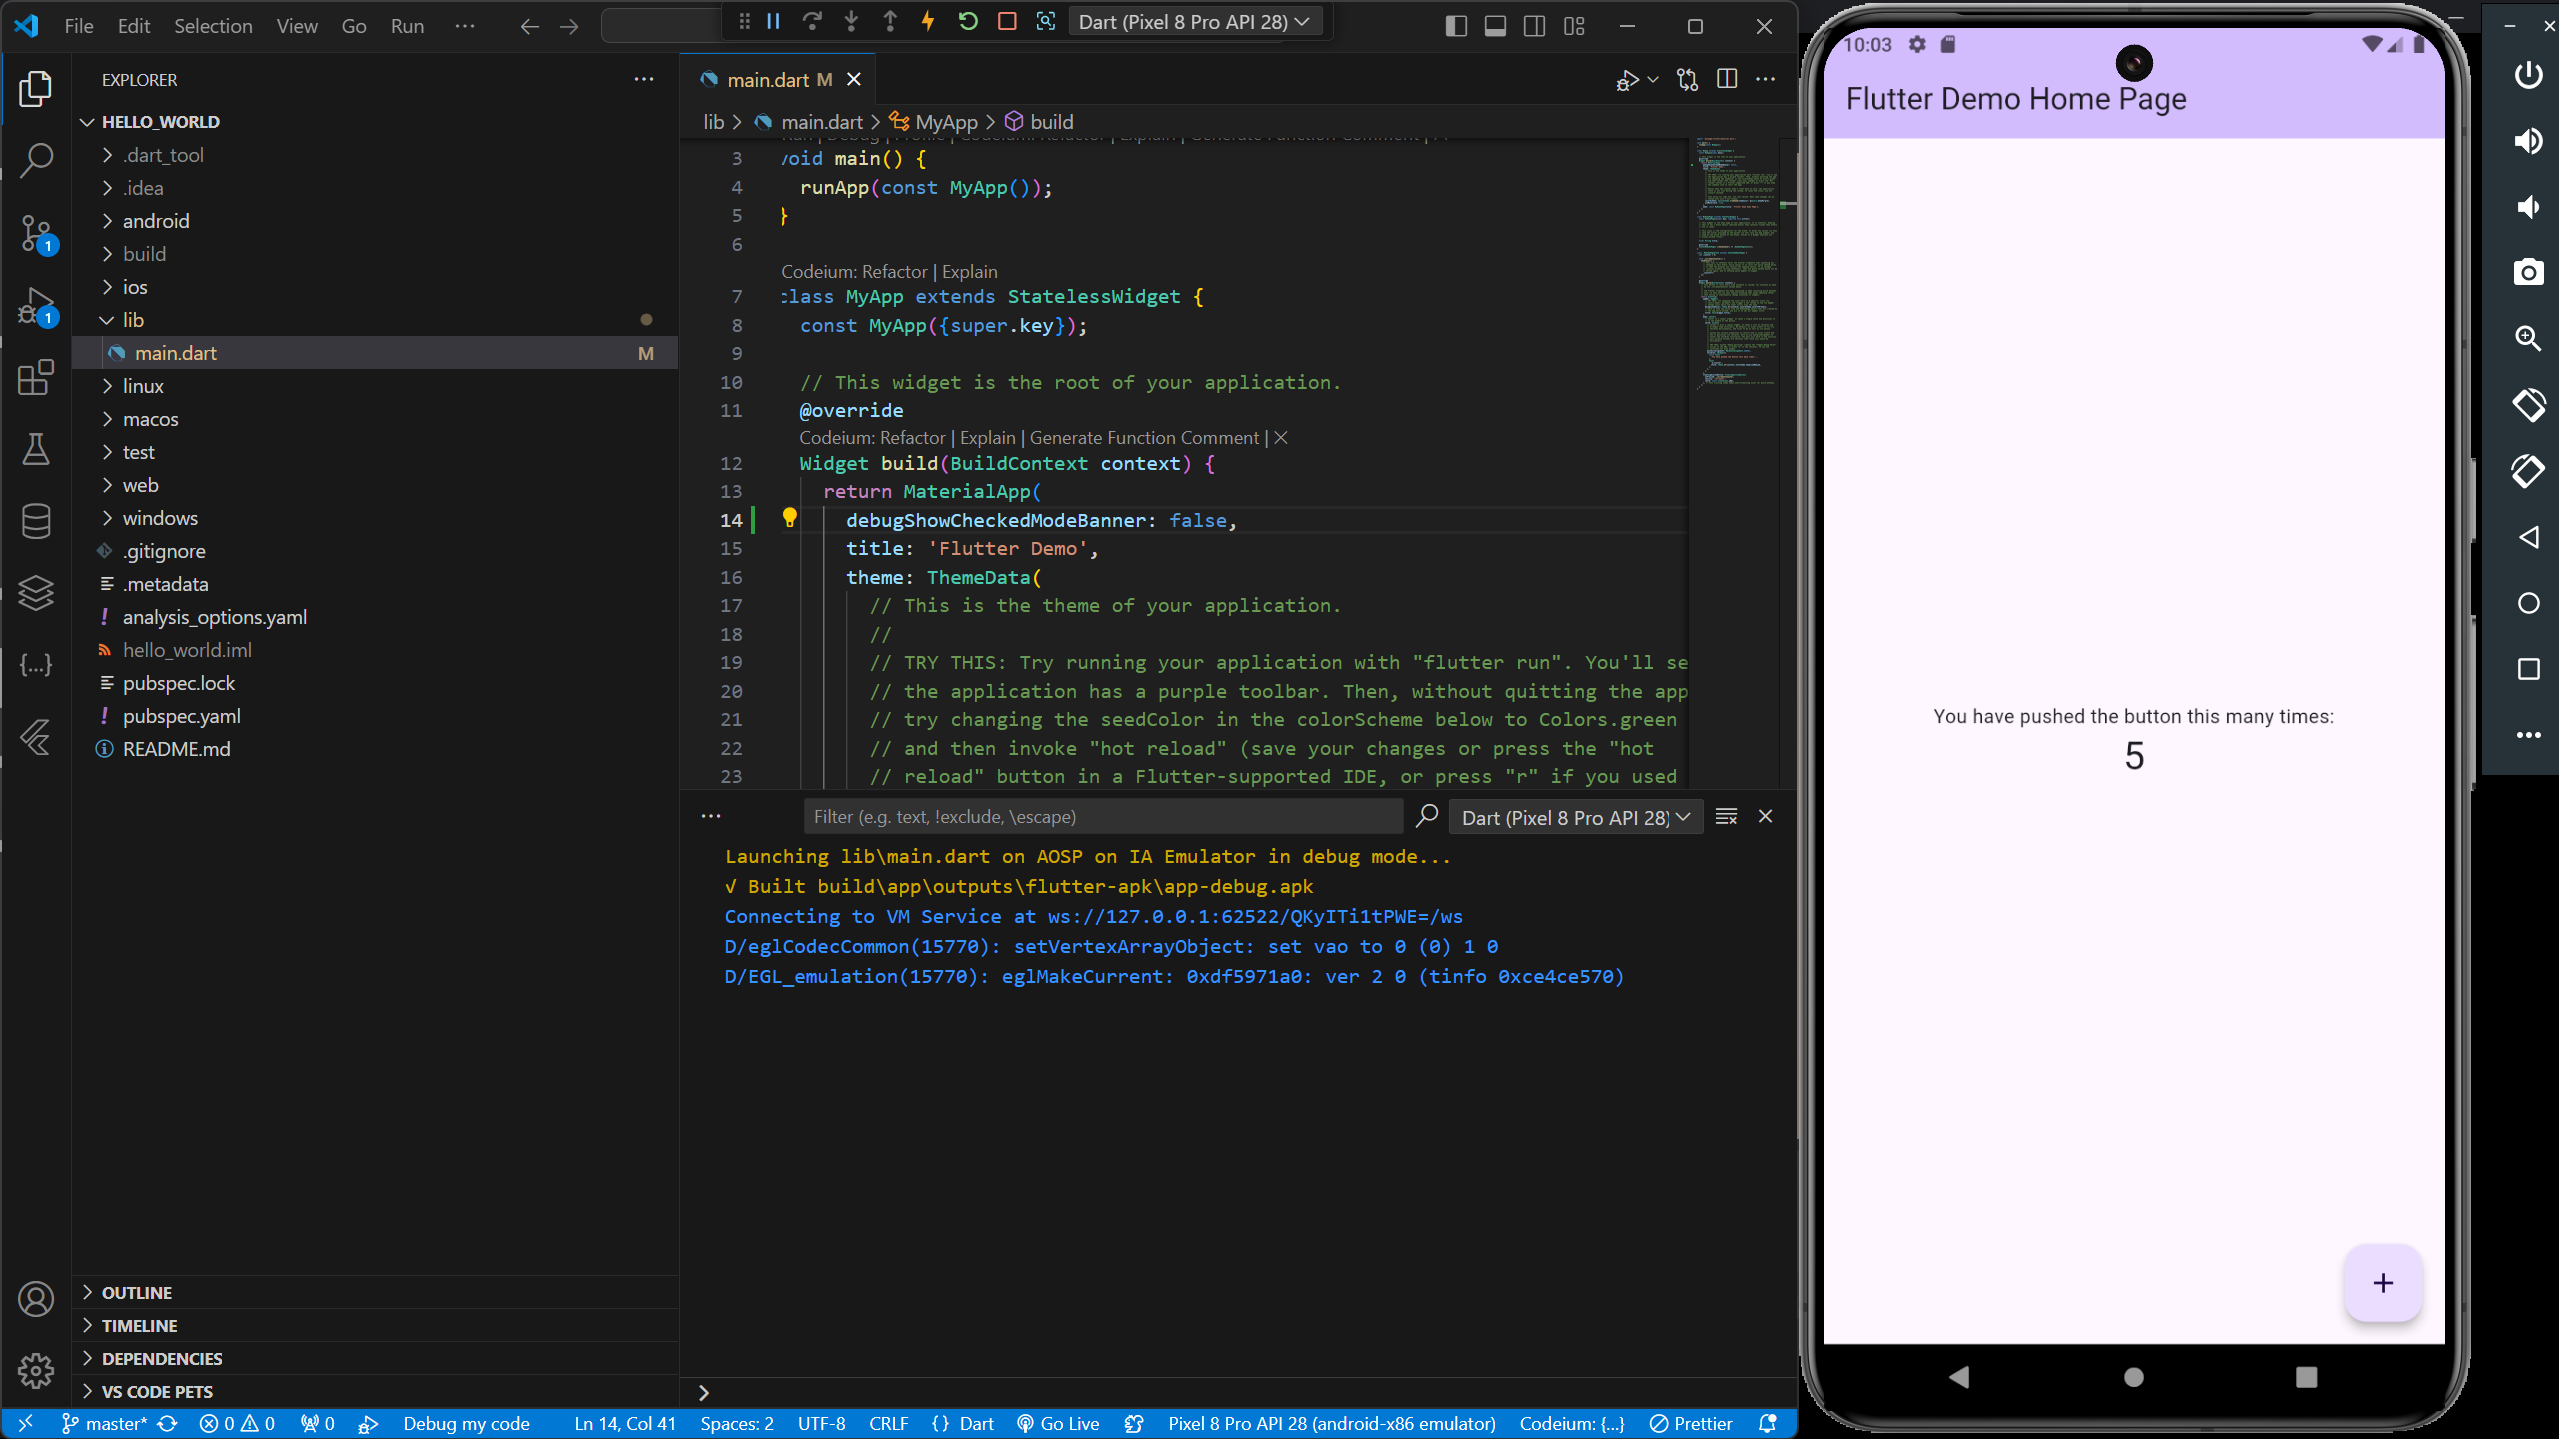 File Edit Selection View Go Run ···
Dart (Pixel 8 Pro API 28)
EXPLORER
HELLO_WORLD
.dart_tool
.idea
android
build
ios
lib
main.dart M
linux
macos
test
web
windows
.gitignore
.metadata
! analysis_options.yaml
hello_world.iml
pubspec.lock
! pubspec.yaml
README.md
OUTLINE
TIMELINE
DEPENDENCIES
VS CODE PETS
1
1
main.dart M
lib > main.dart > MyApp > build
3 void main() {
4 runApp(const MyApp());
5 }
6
Codeium: Refactor | Explain
7 class MyApp extends StatelessWidget {
8 const MyApp({super.key});
9
10 // This widget is the root of your application.
11 @override
Codeium: Refactor | Explain | Generate Function Comment | ×
12 Widget build(BuildContext context) {
13 return MaterialApp(
14 debugShowCheckedModeBanner: false,
15 title: 'Flutter Demo',
16 theme: ThemeData(
17 // This is the theme of your application.
18 //
19 // TRY THIS: Try running your application with "flutter run". You'll se
20 // the application has a purple toolbar. Then, without quitting the app
21 // try changing the seedColor in the colorScheme below to Colors.green
22 // and then invoke "hot reload" (save your changes or press the "hot
23 // reload" button in a Flutter-supported IDE, or press "r" if you used
Filter (e.g. text, !exclude, \escape)
Dart (Pixel 8 Pro API 28)
Launching lib\main.dart on AOSP on IA Emulator in debug mode...
√ Built build\app\outputs\flutter-apk\app-debug.apk
Connecting to VM Service at ws://127.0.0.1:62522/QKyITi1tPWE=/ws
D/eglCodecCommon(15770): setVertexArrayObject: set vao to 0 (0) 1 0
D/EGL_emulation(15770): eglMakeCurrent: 0xdf5971a0: ver 2 0 (tinfo 0xce4ce570)
master* 0 0 0 Debug my code Ln 14, Col 41 Spaces: 2 UTF-8 CRLF {} Dart Go Live Pixel 8 Pro API 28 (android-x86 emulator) Codeium: {...} Prettier
10:03
Flutter Demo Home Page
You have pushed the button this many times:
5
+